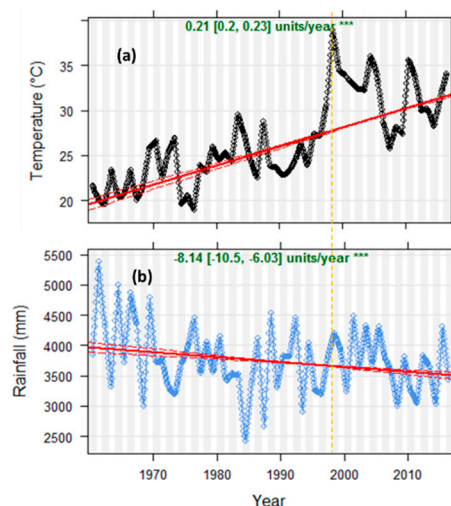 0.21 [0.2, 0.23] units/year ***
(a)
Temperature (°C)
35
30
25
20
-8.14 [-10.5, -6.03] units/year ***
(b)
Rainfall (mm)
5500
5000
4500
4000
3500
3000
2500
1970 1980 1990 2000 2010
Year